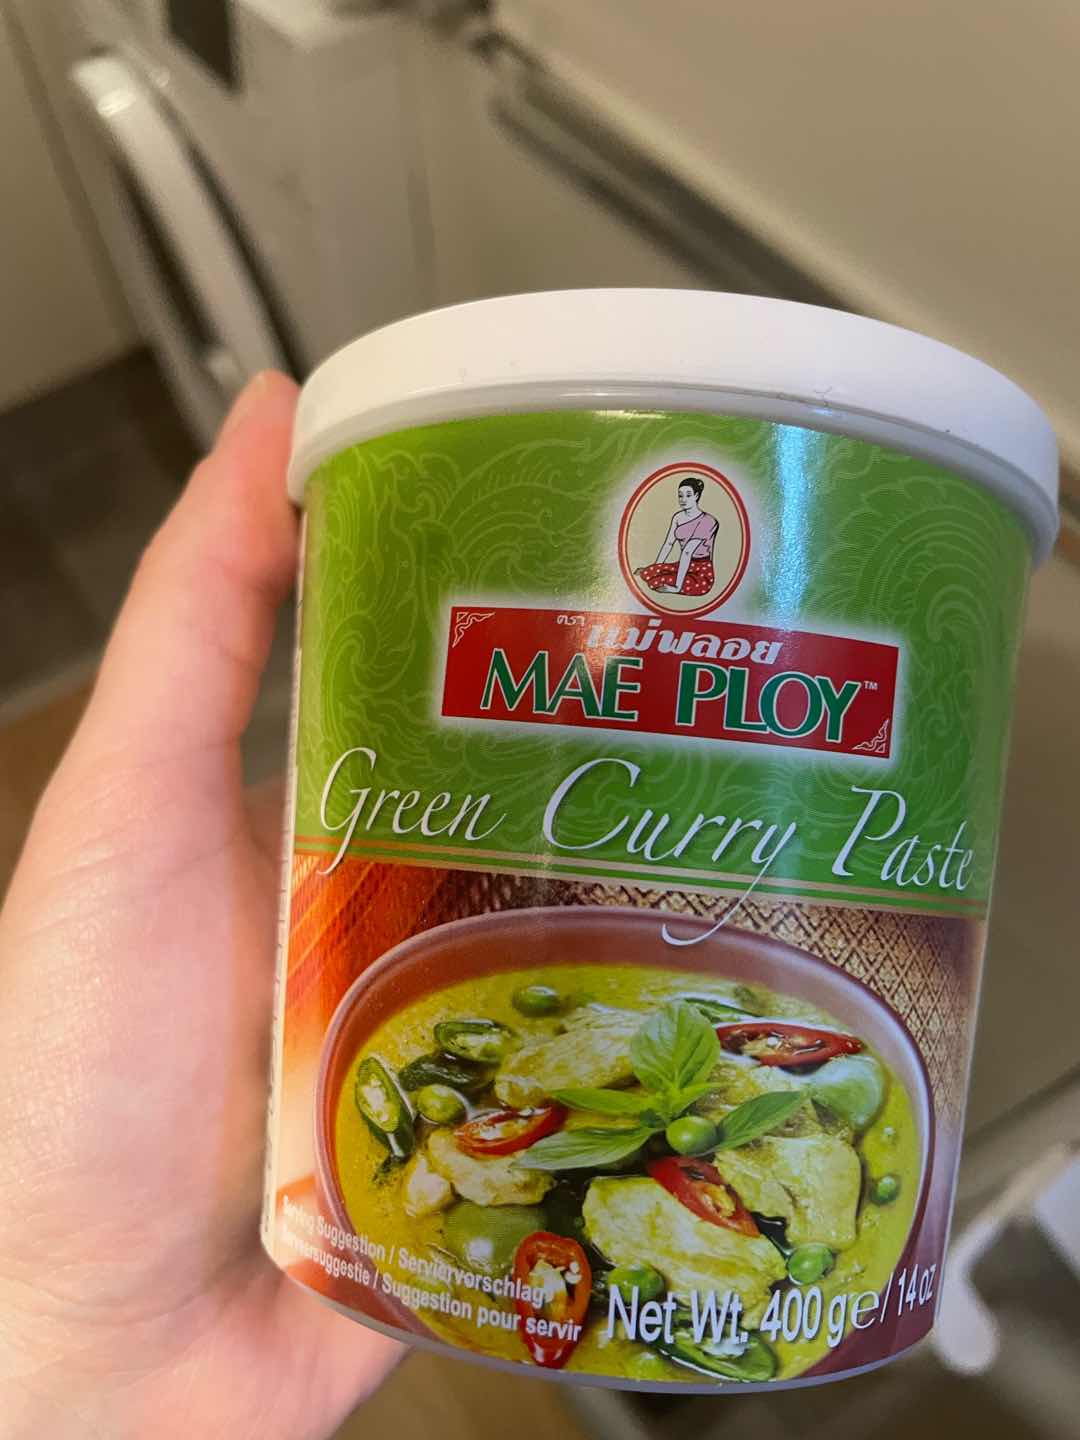 ตรา แม่พลอย
MAE PLOY™
Green Curry Paste
Serving Suggestion / Serviervorschlag
Serveersuggestie / Suggestion pour servir
Net Wt. 400 g e / 14 oz